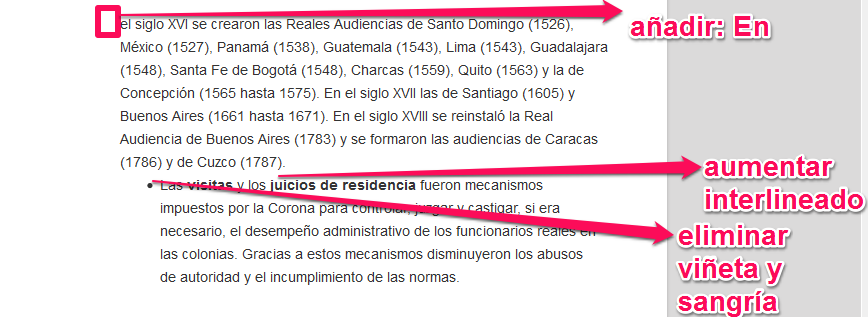 el siglo XVI se crearon las Reales Audiencias de Santo Domingo (1526),
añadir: En
México (1527), Panamá (1538), Guatemala (1543), Lima (1543), Guadalajara
(1548), Santa Fe de Bogotá (1548), Charcas (1559), Quito (1563) y la de
Concepción (1565 hasta 1575). En el siglo XVII las de Santiago (1605) y
Buenos Aires (1661 hasta 1671). En el siglo XVIII se reinstaló la Real
Audiencia de Buenos Aires (1783) y se formaron las audiencias de Caracas
(1786) y de Cuzco (1787).
aumentar
interlineado
• Las visitas y los juicios de residencia fueron mecanismos
impuestos por la Corona para controlar, juzgar y castigar, si era
necesario, el desempeño administrativo de los funcionarios reales en
las colonias. Gracias a estos mecanismos disminuyeron los abusos
de autoridad y el incumplimiento de las normas.
eliminar
viñeta y
sangría